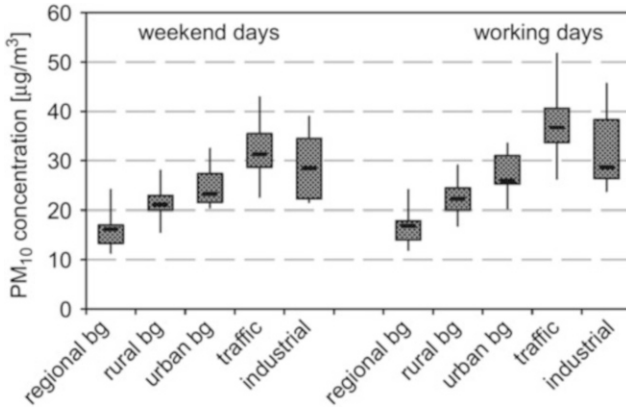 PM₁₀ concentration [µg/m³]
60
50
40
30
20
10
0
weekend days
working days
regional bg
rural bg
urban bg
traffic
industrial
regional bg
rural bg
urban bg
traffic
industrial